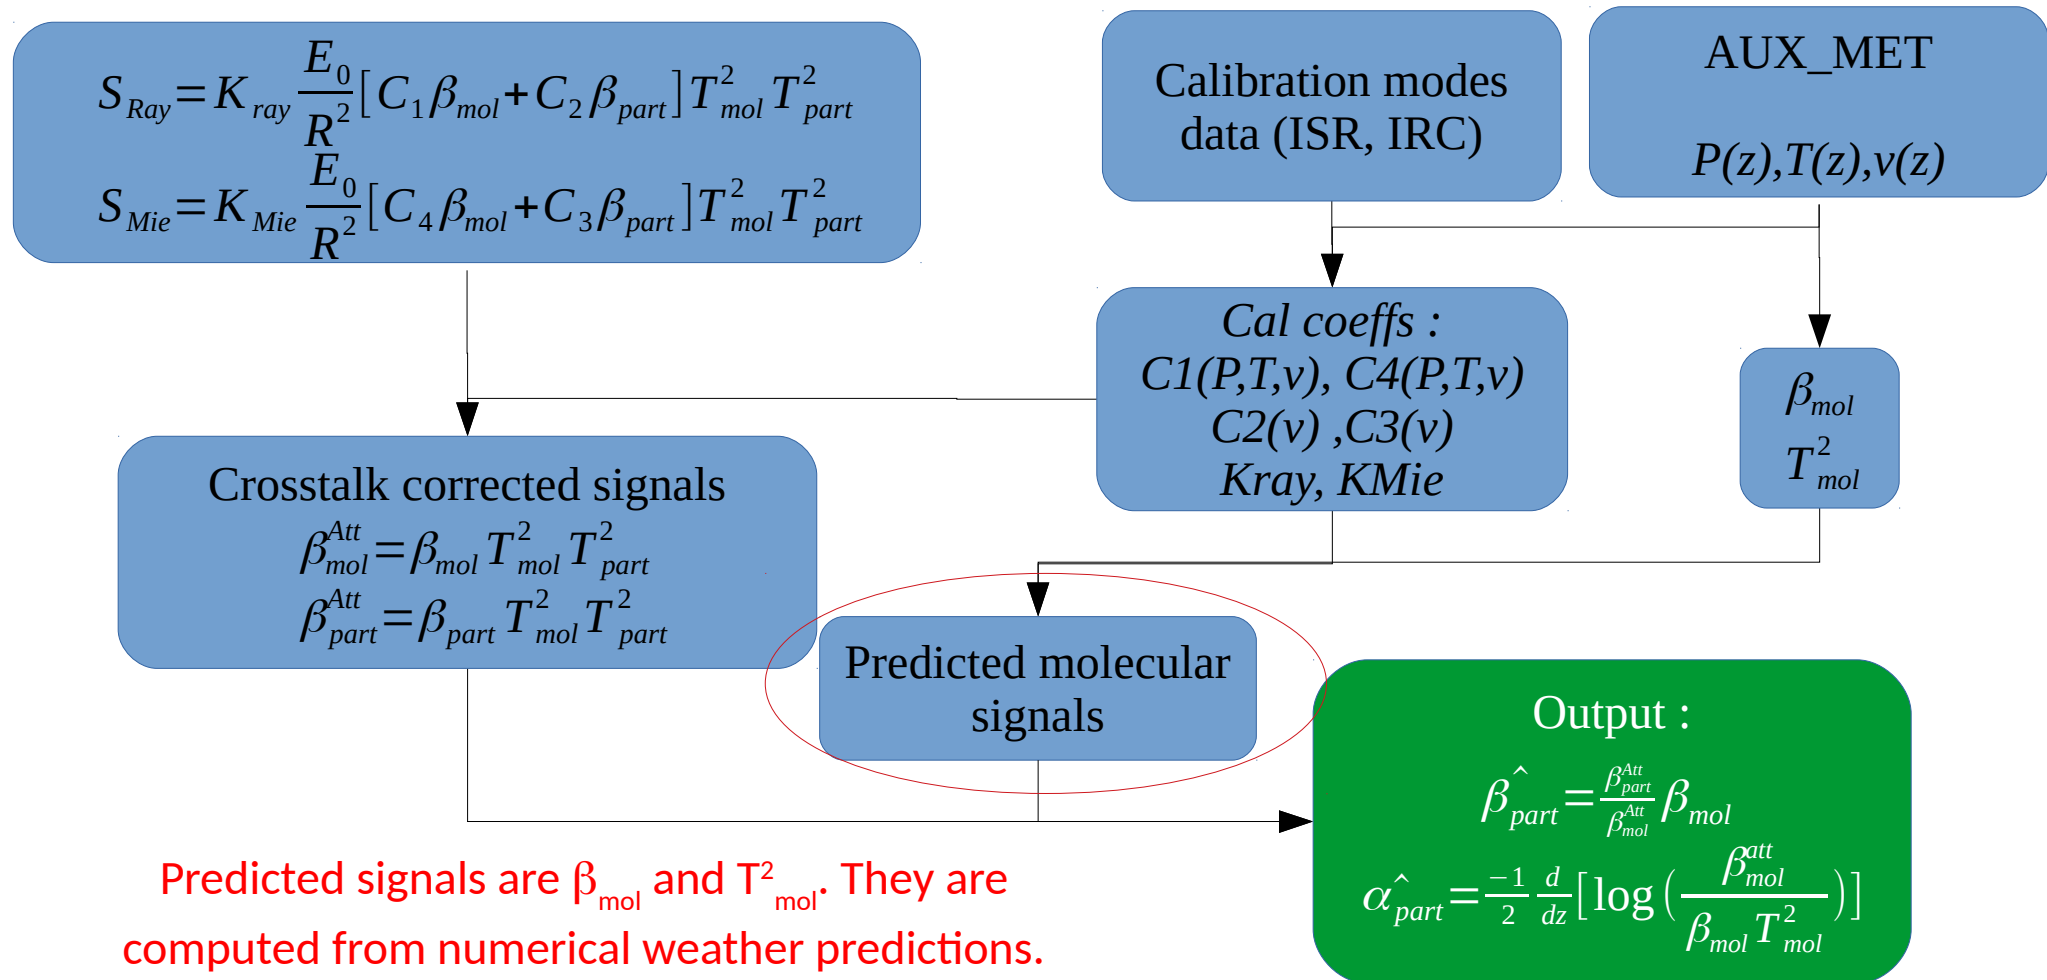 S_Ray = K_ray E_0/R^2 [C_1 β_mol + C_2 β_part] T^2_mol T^2_part
S_Mie = K_Mie E_0/R^2 [C_4 β_mol + C_3 β_part] T^2_mol T^2_part
Calibration modes
data (ISR, IRC)
AUX_MET
P(z),T(z),v(z)
Cal coeffs :
C1(P,T,v), C4(P,T,v)
C2(v) ,C3(v)
Kray, KMie
β_mol
T^2_mol
Crosstalk corrected signals
β^Att_mol = β_mol T^2_mol T^2_part
β^Att_part = β_part T^2_mol T^2_part
Predicted molecular
signals
Output :
β̂_part = β^Att_part/β^Att_mol β_mol
α̂_part = −1/2 d/dz [log(β^att_mol/(β_mol T^2_mol))]
Predicted signals are β_mol and T^2_mol. They are
computed from numerical weather predictions.